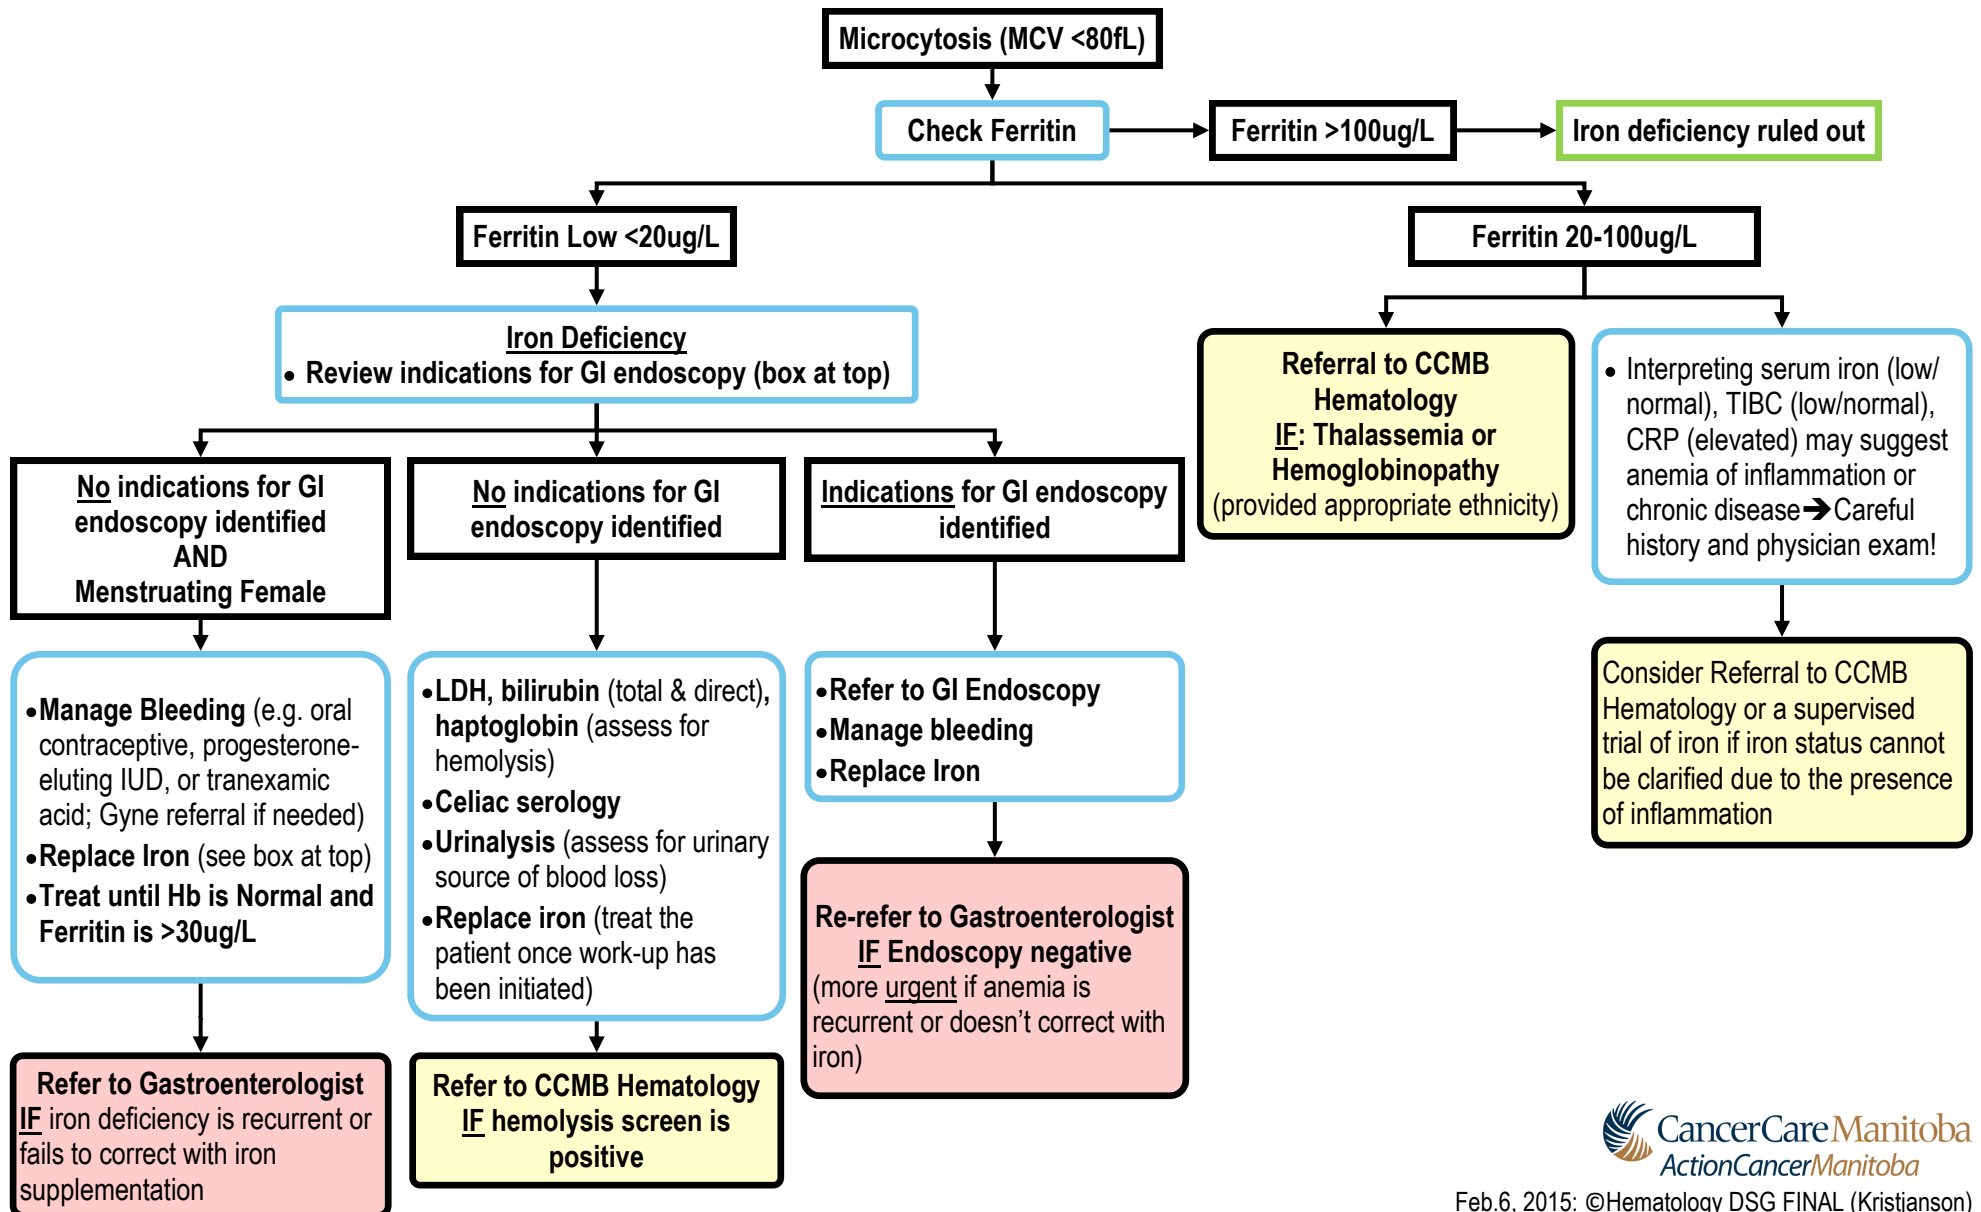 Microcytosis (MCV <80fL)
Check Ferritin
Ferritin >100ug/L
Iron deficiency ruled out
Ferritin Low <20ug/L
Ferritin 20-100ug/L
Iron Deficiency
• Review indications for GI endoscopy (box at top)
Referral to CCMB
Hematology
IF: Thalassemia or
Hemoglobinopathy
(provided appropriate ethnicity)
• Interpreting serum iron (low/
normal), TIBC (low/normal),
CRP (elevated) may suggest
anemia of inflammation or
chronic disease➔Careful
history and physician exam!
No indications for GI
endoscopy identified
AND
Menstruating Female
No indications for GI
endoscopy identified
Indications for GI endoscopy
identified
•Manage Bleeding (e.g. oral
contraceptive, progesterone-
eluting IUD, or tranexamic
acid; Gyne referral if needed)
•Replace Iron (see box at top)
•Treat until Hb is Normal and
Ferritin is >30ug/L
•LDH, bilirubin (total & direct),
haptoglobin (assess for
hemolysis)
•Celiac serology
•Urinalysis (assess for urinary
source of blood loss)
•Replace iron (treat the
patient once work-up has
been initiated)
•Refer to GI Endoscopy
•Manage bleeding
•Replace Iron
Consider Referral to CCMB
Hematology or a supervised
trial of iron if iron status cannot
be clarified due to the presence
of inflammation
Re-refer to Gastroenterologist
IF Endoscopy negative
(more urgent if anemia is
recurrent or doesn't correct with
iron)
Refer to Gastroenterologist
IF iron deficiency is recurrent or
fails to correct with iron
supplementation
Refer to CCMB Hematology
IF hemolysis screen is
positive
CancerCare Manitoba
ActionCancerManitoba
Feb.6, 2015: ©Hematology DSG FINAL (Kristjanson)